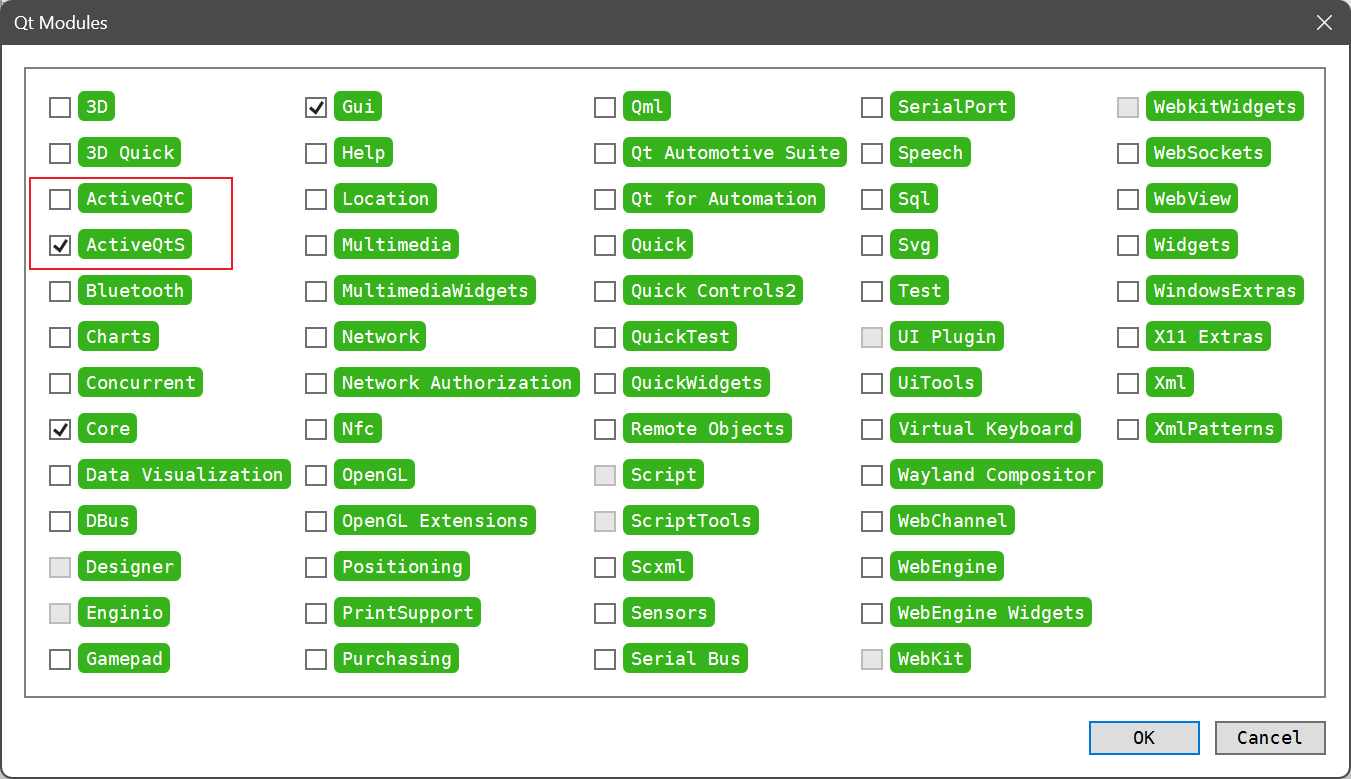 Qt Modules
3D
3D Quick
ActiveQtC
ActiveQtS
Bluetooth
Charts
Concurrent
Core
Data Visualization
DBus
Designer
Enginio
Gamepad
Gui
Help
Location
Multimedia
MultimediaWidgets
Network
Network Authorization
Nfc
OpenGL
OpenGL Extensions
Positioning
PrintSupport
Purchasing
Qml
Qt Automotive Suite
Qt for Automation
Quick
Quick Controls2
QuickTest
QuickWidgets
Remote Objects
Script
ScriptTools
Scxml
Sensors
Serial Bus
SerialPort
Speech
Sql
Svg
Test
UI Plugin
UiTools
Virtual Keyboard
Wayland Compositor
WebChannel
WebEngine
WebEngine Widgets
WebKit
WebkitWidgets
WebSockets
WebView
Widgets
WindowsExtras
X11 Extras
Xml
XmlPatterns
OK
Cancel